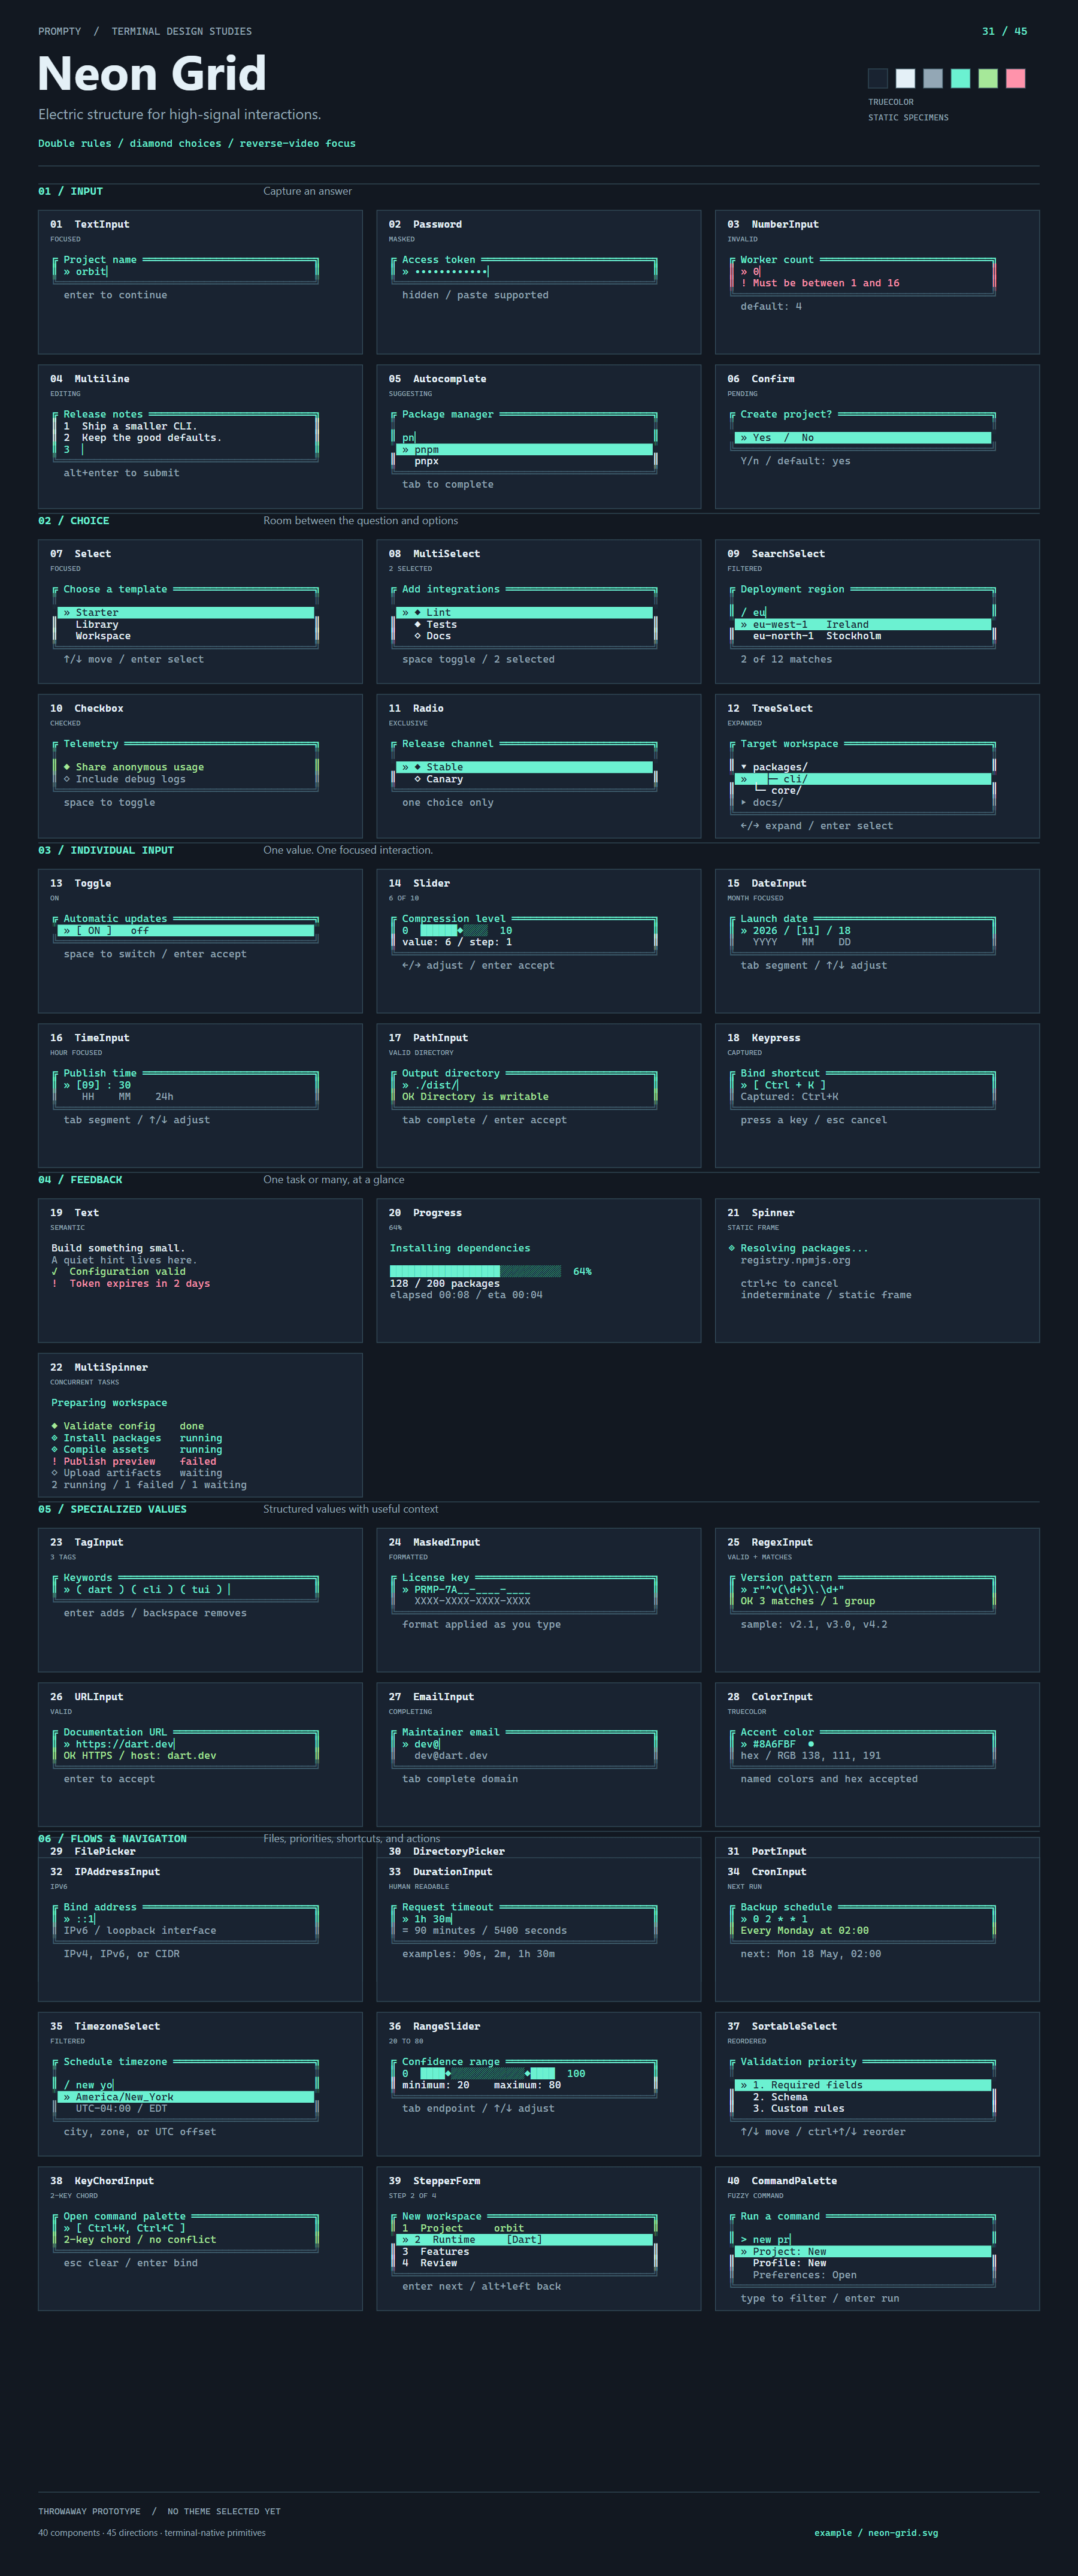 PROMPTY / TERMINAL DESIGN STUDIES
31 / 45
Neon Grid
Electric structure for high-signal interactions.
TRUECOLOR
STATIC SPECIMENS
Double rules / diamond choices / reverse-video focus
01 / INPUT
Capture an answer
01 TextInput
FOCUSED
Project name
» orbit
enter to continue
02 Password
MASKED
Access token
» ••••••••••••
hidden / paste supported
03 NumberInput
INVALID
Worker count
» 0
! Must be between 1 and 16
default: 4
04 Multiline
EDITING
Release notes
1 Ship a smaller CLI.
2 Keep the good defaults.
3
alt+enter to submit
05 Autocomplete
SUGGESTING
Package manager
pn
» pnpm
pnpx
tab to complete
06 Confirm
PENDING
Create project?
» Yes / No
Y/n / default: yes
02 / CHOICE
Room between the question and options
07 Select
FOCUSED
Choose a template
» Starter
Library
Workspace
↑/↓ move / enter select
08 MultiSelect
2 SELECTED
Add integrations
» ◆ Lint
◆ Tests
◇ Docs
space toggle / 2 selected
09 SearchSelect
FILTERED
Deployment region
/ eu
» eu-west-1 Ireland
eu-north-1 Stockholm
2 of 12 matches
10 Checkbox
CHECKED
Telemetry
◆ Share anonymous usage
◇ Include debug logs
space to toggle
11 Radio
EXCLUSIVE
Release channel
» ◆ Stable
◇ Canary
one choice only
12 TreeSelect
EXPANDED
Target workspace
▾ packages/
» ├─ cli/
└─ core/
▸ docs/
←/→ expand / enter select
03 / INDIVIDUAL INPUT
One value. One focused interaction.
13 Toggle
ON
Automatic updates
» [ ON ] off
space to switch / enter accept
14 Slider
6 OF 10
Compression level
0 ██████◆░░░░ 10
value: 6 / step: 1
←/→ adjust / enter accept
15 DateInput
MONTH FOCUSED
Launch date
» 2026 / [11] / 18
YYYY MM DD
tab segment / ↑/↓ adjust
16 TimeInput
HOUR FOCUSED
Publish time
» [09] : 30
HH MM 24h
tab segment / ↑/↓ adjust
17 PathInput
VALID DIRECTORY
Output directory
» ./dist/
OK Directory is writable
tab complete / enter accept
18 Keypress
CAPTURED
Bind shortcut
» [ Ctrl + K ]
Captured: Ctrl+K
press a key / esc cancel
04 / FEEDBACK
One task or many, at a glance
19 Text
SEMANTIC
Build something small.
A quiet hint lives here.
√ Configuration valid
! Token expires in 2 days
20 Progress
64%
Installing dependencies
64%
128 / 200 packages
elapsed 00:08 / eta 00:04
21 Spinner
STATIC FRAME
◈ Resolving packages...
registry.npmjs.org
ctrl+c to cancel
indeterminate / static frame
22 MultiSpinner
CONCURRENT TASKS
Preparing workspace
◆ Validate config done
◈ Install packages running
◈ Compile assets running
! Publish preview failed
◇ Upload artifacts waiting
2 running / 1 failed / 1 waiting
05 / SPECIALIZED VALUES
Structured values with useful context
23 TagInput
3 TAGS
Keywords
» ( dart ) ( cli ) ( tui )
enter adds / backspace removes
24 MaskedInput
FORMATTED
License key
» PRMP-7A__-____-____
XXXX-XXXX-XXXX-XXXX
format applied as you type
25 RegexInput
VALID + MATCHES
Version pattern
» r"^v(\d+)\.\d+"
OK 3 matches / 1 group
sample: v2.1, v3.0, v4.2
26 URLInput
VALID
Documentation URL
» https://dart.dev
OK HTTPS / host: dart.dev
enter to accept
27 EmailInput
COMPLETING
Maintainer email
» dev@
dev@dart.dev
tab complete domain
28 ColorInput
TRUECOLOR
Accent color
» #8A6FBF ●
hex / RGB 138, 111, 191
named colors and hex accepted
06 / FLOWS & NAVIGATION
Files, priorities, shortcuts, and actions
29 FilePicker
30 DirectoryPicker
31 PortInput
32 IPAddressInput
IPV6
Bind address
» ::1
IPv6 / loopback interface
IPv4, IPv6, or CIDR
33 DurationInput
HUMAN READABLE
Request timeout
» 1h 30m
= 90 minutes / 5400 seconds
examples: 90s, 2m, 1h 30m
34 CronInput
NEXT RUN
Backup schedule
» 0 2 * * 1
Every Monday at 02:00
next: Mon 18 May, 02:00
35 TimezoneSelect
FILTERED
Schedule timezone
/ new yo
» America/New_York
UTC-04:00 / EDT
city, zone, or UTC offset
36 RangeSlider
20 TO 80
Confidence range
0 ████◆░░░░░░░░░░░░◆████ 100
minimum: 20 maximum: 80
tab endpoint / ↑/↓ adjust
37 SortableSelect
REORDERED
Validation priority
» 1. Required fields
2. Schema
3. Custom rules
↑/↓ move / ctrl+↑/↓ reorder
38 KeyChordInput
2-KEY CHORD
Open command palette
» [ Ctrl+K, Ctrl+C ]
2-key chord / no conflict
esc clear / enter bind
39 StepperForm
STEP 2 OF 4
New workspace
1 Project orbit
» 2 Runtime [Dart]
3 Features
4 Review
enter next / alt+left back
40 CommandPalette
FUZZY COMMAND
Run a command
> new pr
» Project: New
Profile: New
Preferences: Open
type to filter / enter run
THROWAWAY PROTOTYPE / NO THEME SELECTED YET
40 components · 45 directions · terminal-native primitives
example / neon-grid.svg